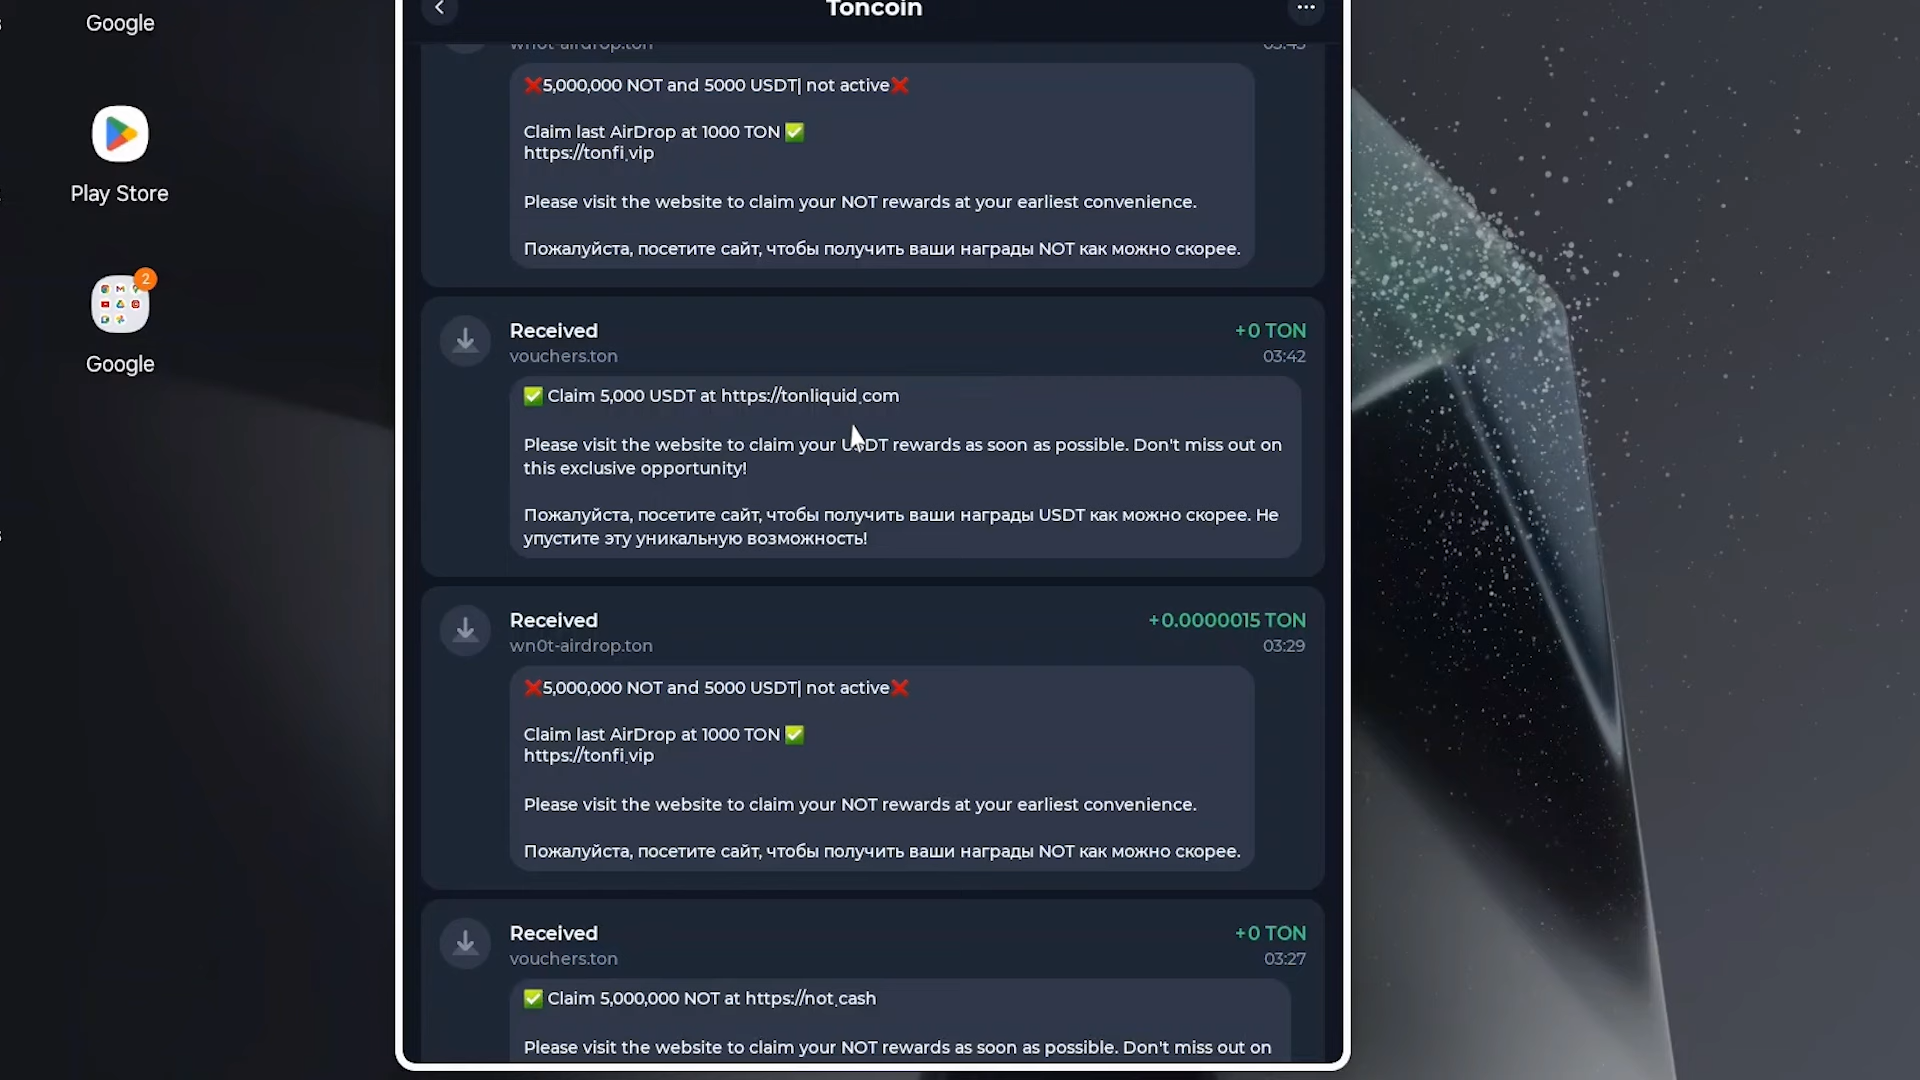 Google
Play Store
2
Google
Toncoin
wn0t-airdrop.ton
03:43
❌5,000,000 NOT and 5000 USDT| not active❌
Claim last AirDrop at 1000 TON ✅
https://tonfi.vip
Please visit the website to claim your NOT rewards at your earliest convenience.
Пожалуйста, посетите сайт, чтобы получить ваши награды NOT как можно скорее.
Received
+0 TON
vouchers.ton
03:42
✅ Claim 5,000 USDT at https://tonliquid.com
Please visit the website to claim your USDT rewards as soon as possible. Don't miss out on
this exclusive opportunity!
Пожалуйста, посетите сайт, чтобы получить ваши награды USDT как можно скорее. Не
упустите эту уникальную возможность!
Received
+0.0000015 TON
wn0t-airdrop.ton
03:29
❌5,000,000 NOT and 5000 USDT| not active❌
Claim last AirDrop at 1000 TON ✅
https://tonfi.vip
Please visit the website to claim your NOT rewards at your earliest convenience.
Пожалуйста, посетите сайт, чтобы получить ваши награды NOT как можно скорее.
Received
+0 TON
vouchers.ton
03:27
✅ Claim 5,000,000 NOT at https://not.cash
Please visit the website to claim your NOT rewards as soon as possible. Don't miss out on